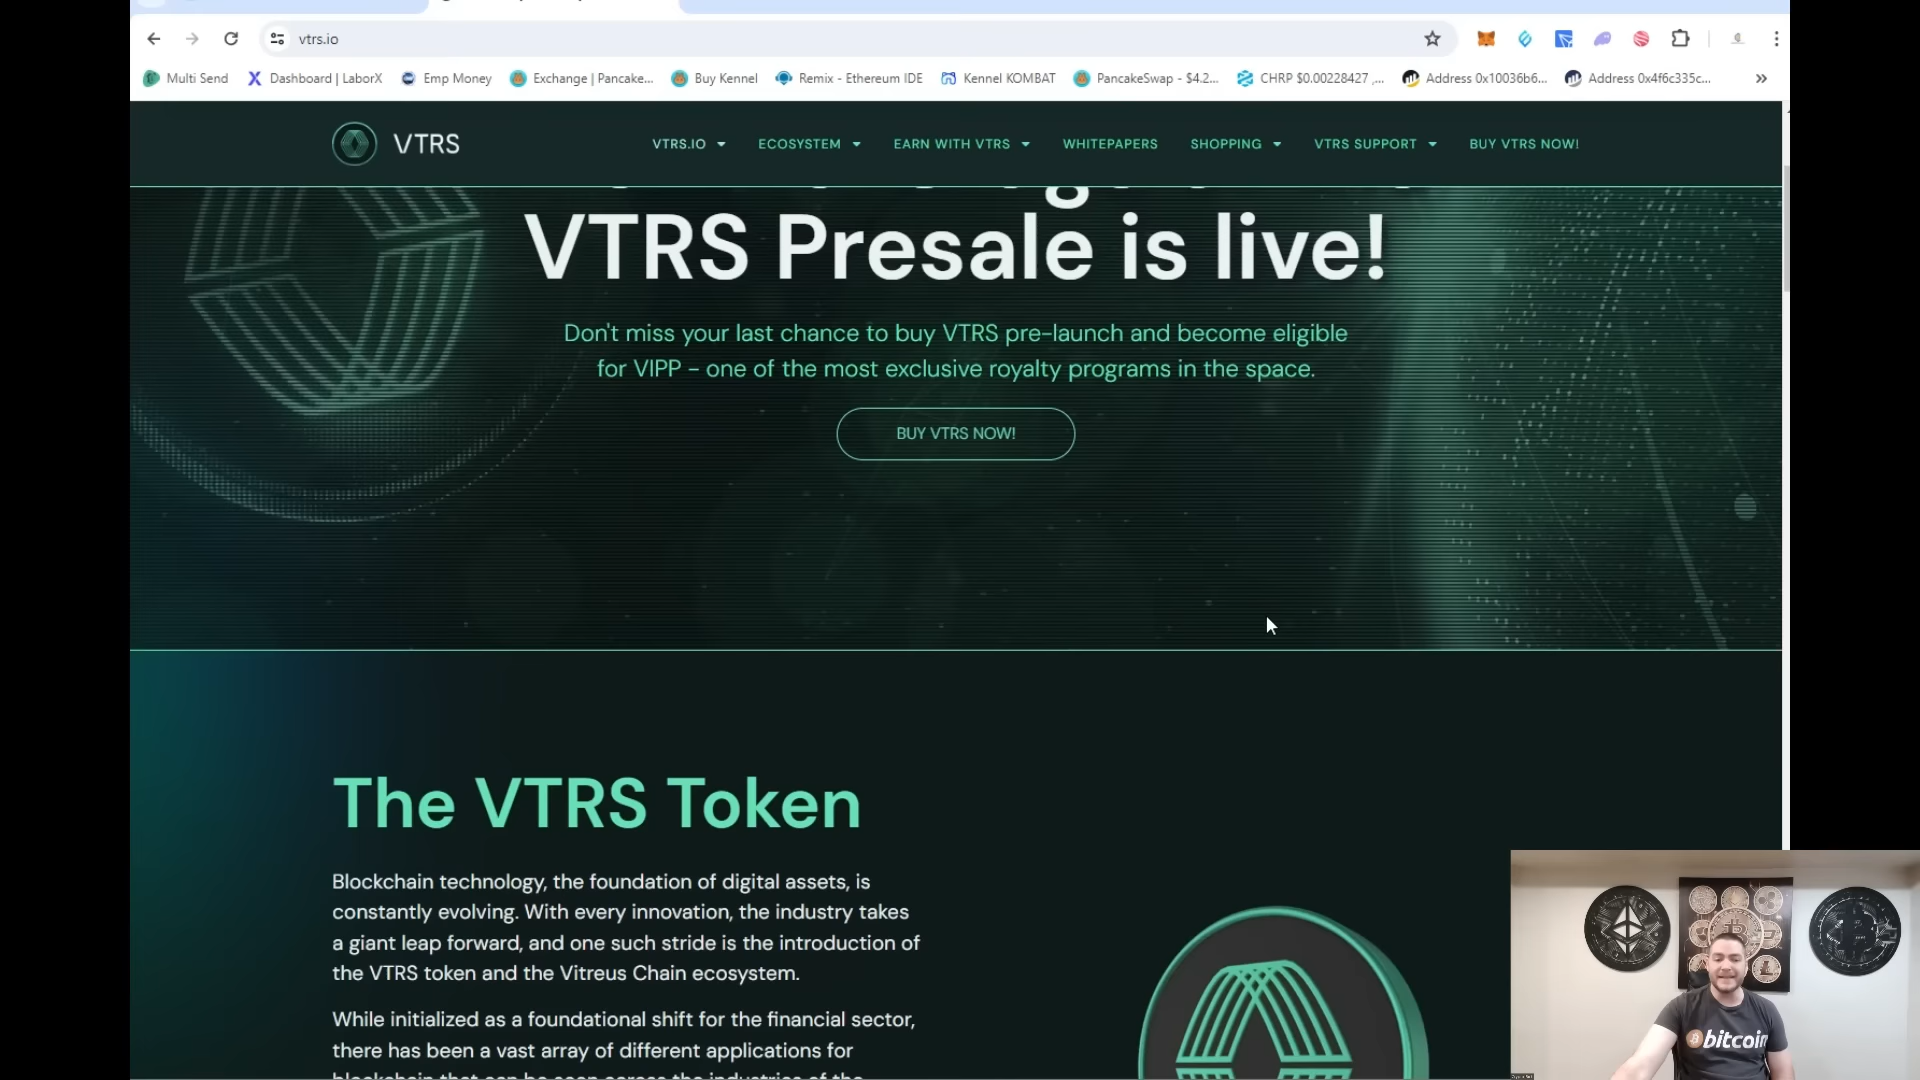 vtrs.io
Multi Send Dashboard | LaborX Emp Money Exchange | Pancake... Buy Kennel Remix - Ethereum IDE Kennel KOMBAT PancakeSwap - $4.2... CHRP $0.00228427 ,... Address 0x10036b6... Address 0x4f6c335c... »
VTRS VTRS.IO ECOSYSTEM EARN WITH VTRS WHITEPAPERS SHOPPING VTRS SUPPORT BUY VTRS NOW!
VTRS Presale is live!
Don't miss your last chance to buy VTRS pre-launch and become eligible
for VIPP - one of the most exclusive royalty programs in the space.
BUY VTRS NOW!
The VTRS Token
Blockchain technology, the foundation of digital assets, is
constantly evolving. With every innovation, the industry takes
a giant leap forward, and one such stride is the introduction of
the VTRS token and the Vitreus Chain ecosystem.
While initialized as a foundational shift for the financial sector,
there has been a vast array of different applications for
bitcoin